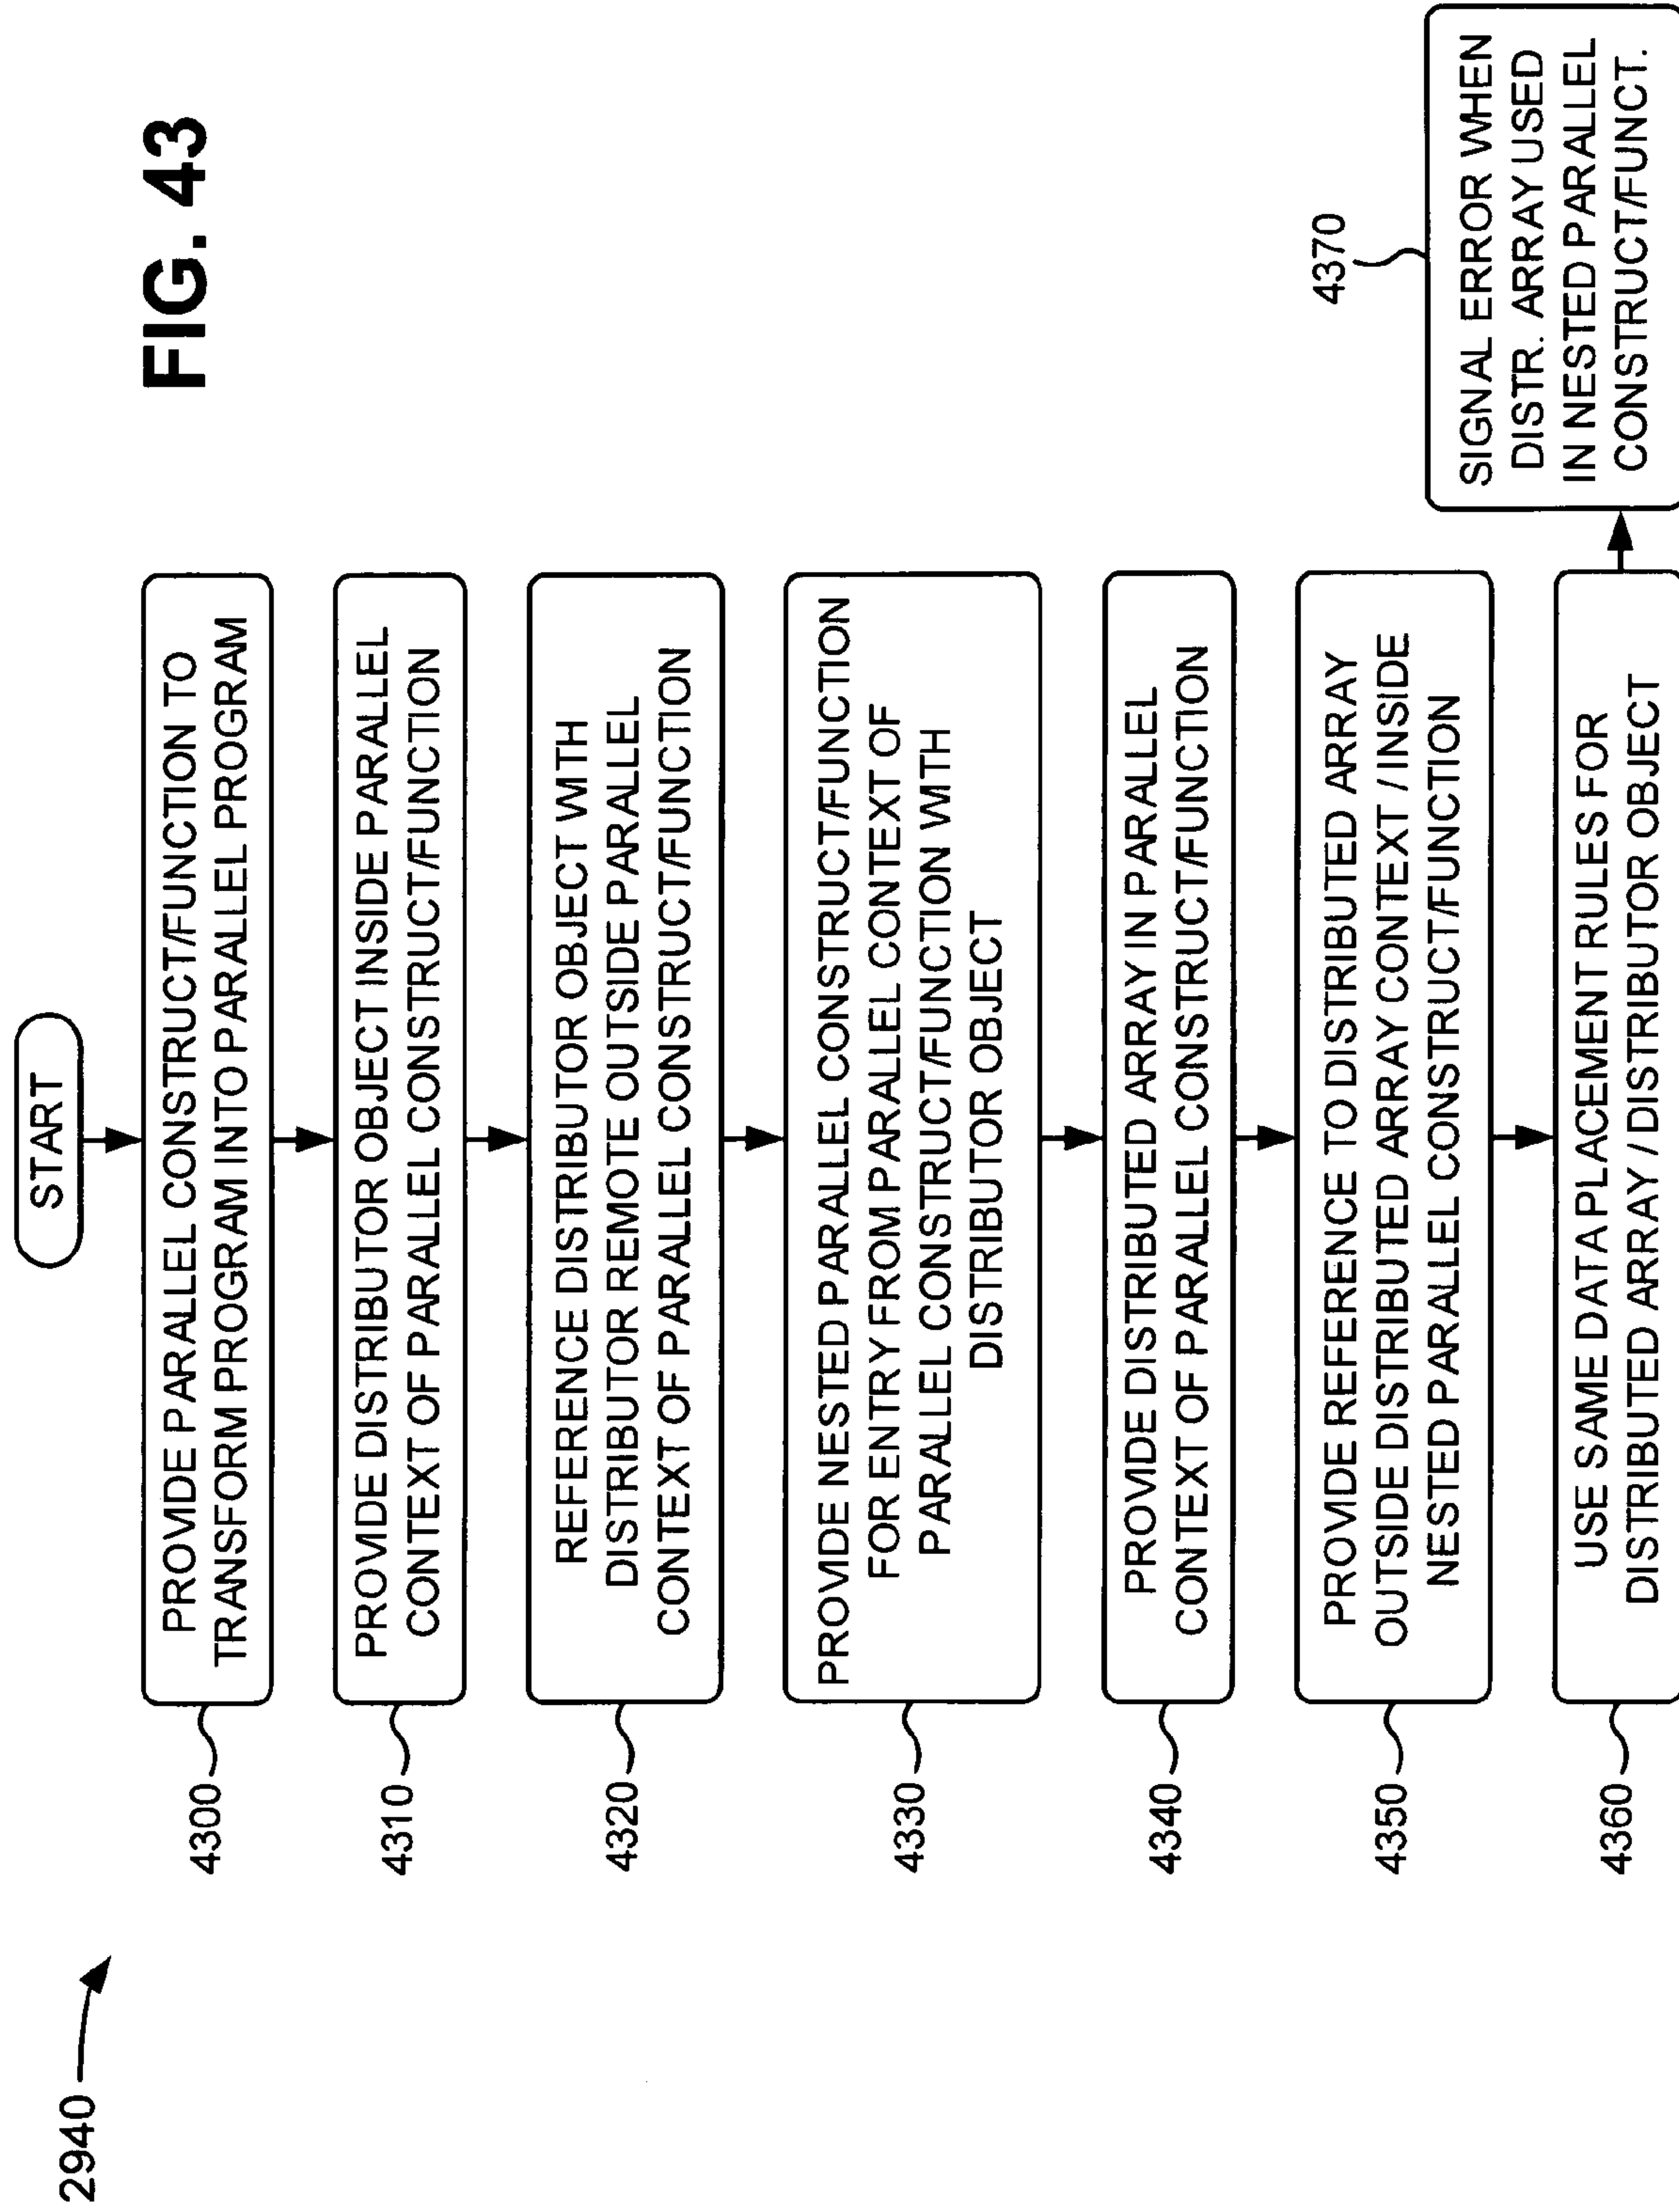 2940
FIG. 43
START
4300
PROVIDE PARALLEL CONSTRUCT/FUNCTION TO
TRANSFORM PROGRAM INTO PARALLEL PROGRAM
4310
PROVIDE DISTRIBUTOR OBJECT INSIDE PARALLEL
CONTEXT OF PARALLEL CONSTRUCT/FUNCTION
4320
REFERENCE DISTRIBUTOR OBJECT WITH
DISTRIBUTOR REMOTE OUTSIDE PARALLEL
CONTEXT OF PARALLEL CONSTRUCT/FUNCTION
4330
PROVIDE NESTED PARALLEL CONSTRUCT/FUNCTION
FOR ENTRY FROM PARALLEL CONTEXT OF
PARALLEL CONSTRUCT/FUNCTION WITH
DISTRIBUTOR OBJECT
4340
PROVIDE DISTRIBUTED ARRAY IN PARALLEL
CONTEXT OF PARALLEL CONSTRUCT/FUNCTION
4350
PROVIDE REFERENCE TO DISTRIBUTED ARRAY
OUTSIDE DISTRIBUTED ARRAY CONTEXT / INSIDE
NESTED PARALLEL CONSTRUCT/FUNCTION
4360
USE SAME DATA PLACEMENT RULES FOR
DISTRIBUTED ARRAY / DISTRIBUTOR OBJECT
4370
SIGNAL ERROR WHEN
DISTR. ARRAY USED
IN NESTED PARALLEL
CONSTRUCT/FUNCT.